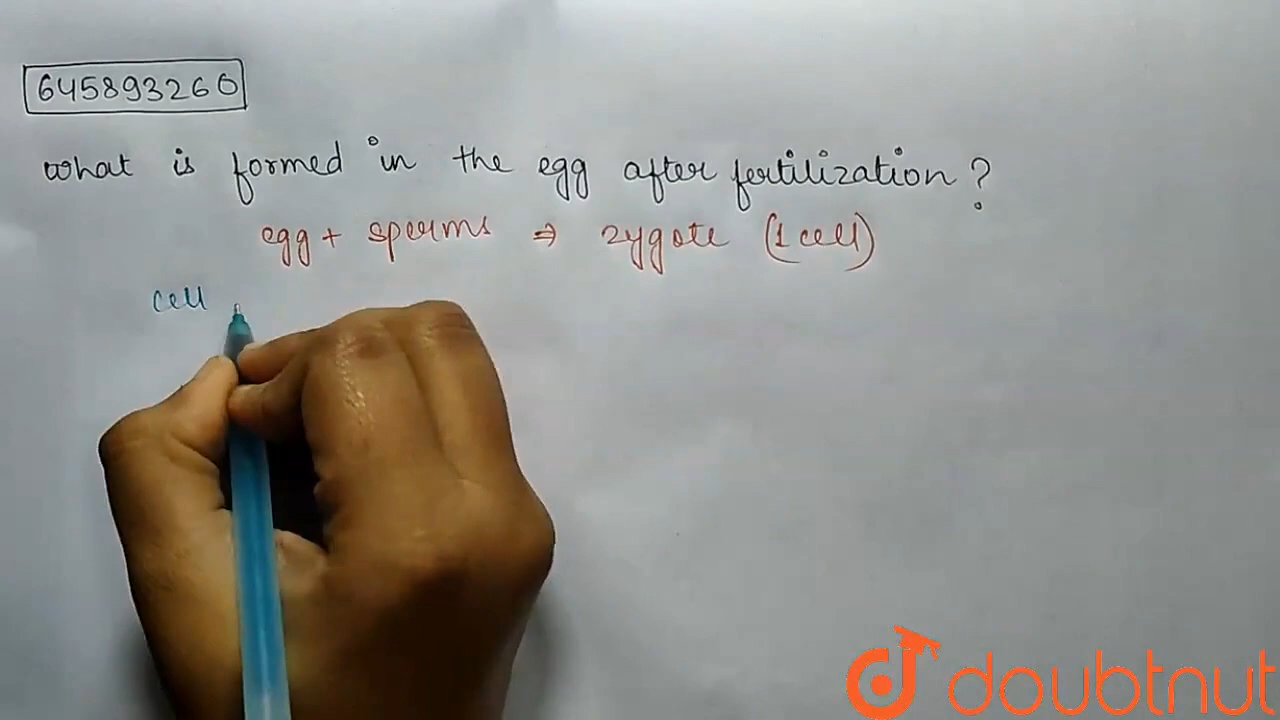 645893260
What is formed in the egg after fertilization?
egg + sperms ⇒ zygote (1 cell)
cell
doubtnut